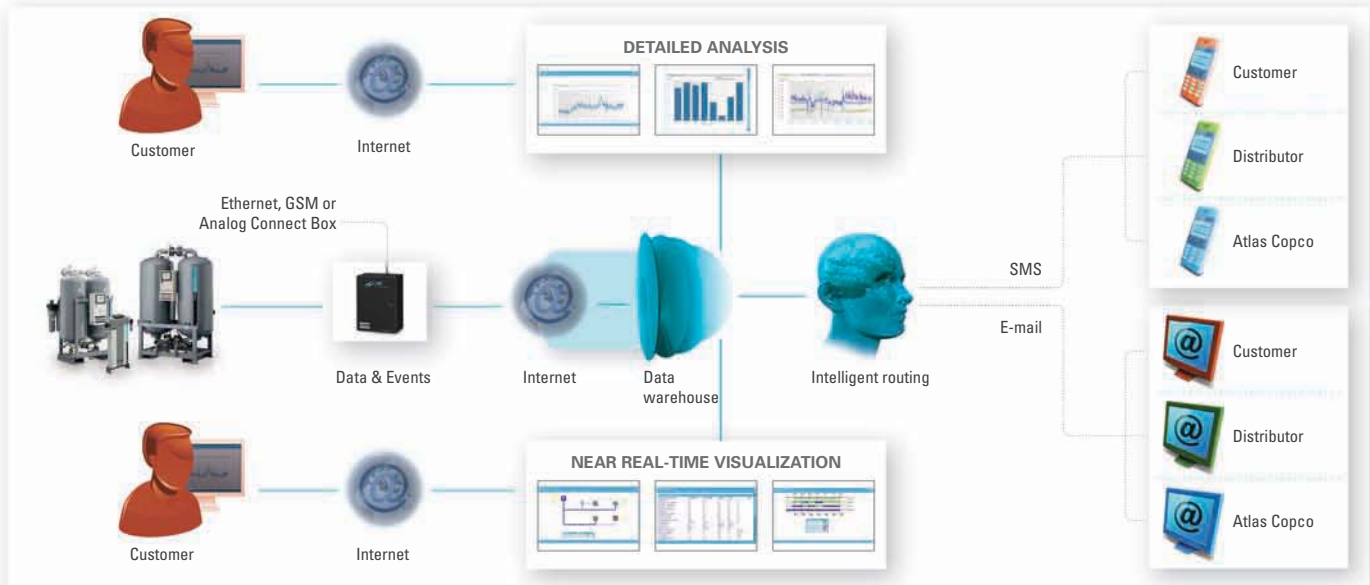 DETAILED ANALYSIS
Customer
Internet
Customer
Distributor
Atlas Copco
Ethernet, GSM or
Analog Connect Box
SMS
E-mail
Data & Events
Internet
Data
warehouse
Intelligent routing
Customer
Distributor
Atlas Copco
NEAR REAL-TIME VISUALIZATION
Customer
Internet